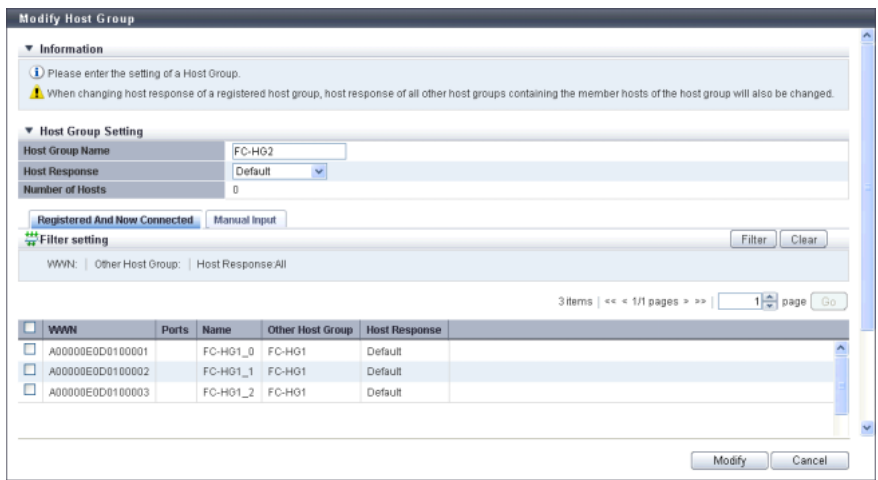 Modify Host Group
Information
Please enter the setting of a Host Group.
When changing host response of a registered host group, host response of all other host groups containing the member hosts of the host group will also be changed.
Host Group Setting
Host Group Name FC-HG2
Host Response Default
Number of Hosts 0
Registered And Now Connected Manual Input
Filter setting Filter Clear
WWN: | Other Host Group: | Host Response:All
3 items | << < 1/1 pages > >> | 1 page Go
WWN Ports Name Other Host Group Host Response
A00000E0D0100001 FC-HG1_0 FC-HG1 Default
A00000E0D0100002 FC-HG1_1 FC-HG1 Default
A00000E0D0100003 FC-HG1_2 FC-HG1 Default
Modify Cancel